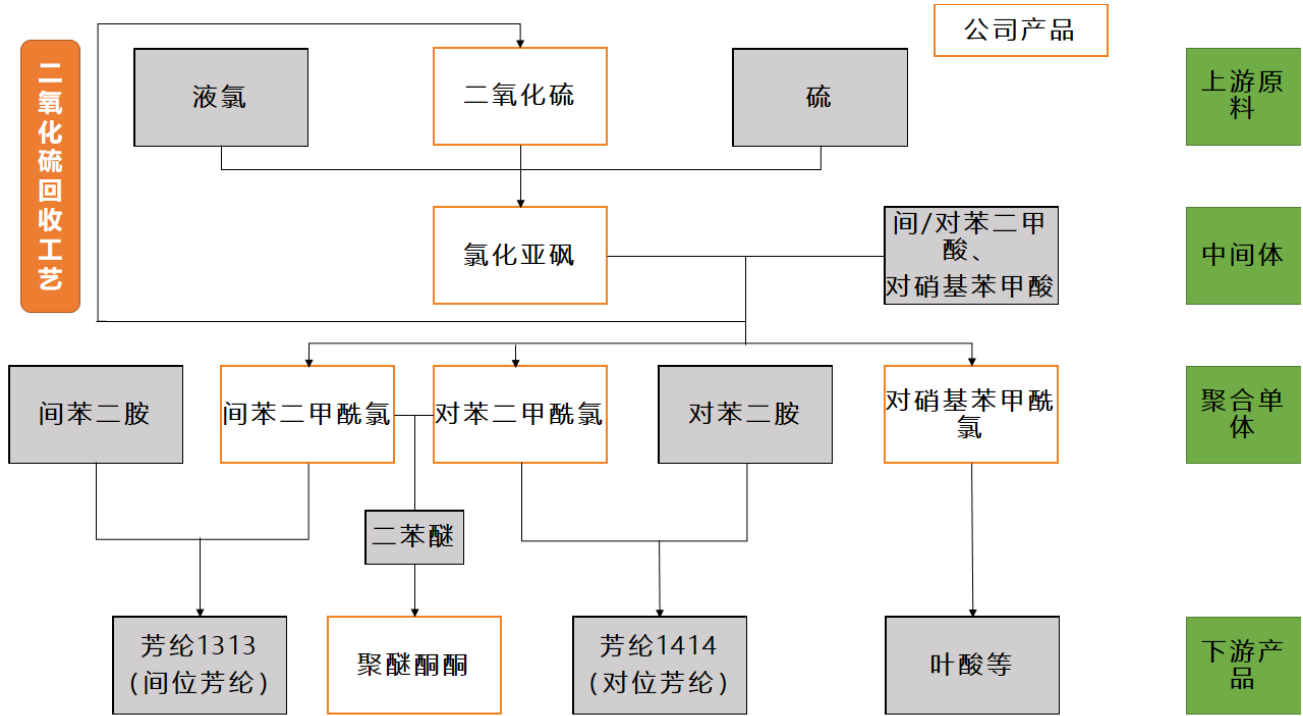 公司产品
二氧化硫回收工艺
液氯
二氧化硫
硫
上游原
料
氯化亚砜
间/对苯二甲
酸、
对硝基苯甲酸
中间体
间苯二胺
间苯二甲酰氯
对苯二甲酰氯
对苯二胺
对硝基苯甲酰
氯
聚合单
体
二苯醚
芳纶1313
(间位芳纶)
聚醚酮酮
芳纶1414
(对位芳纶)
叶酸等
下游产
品